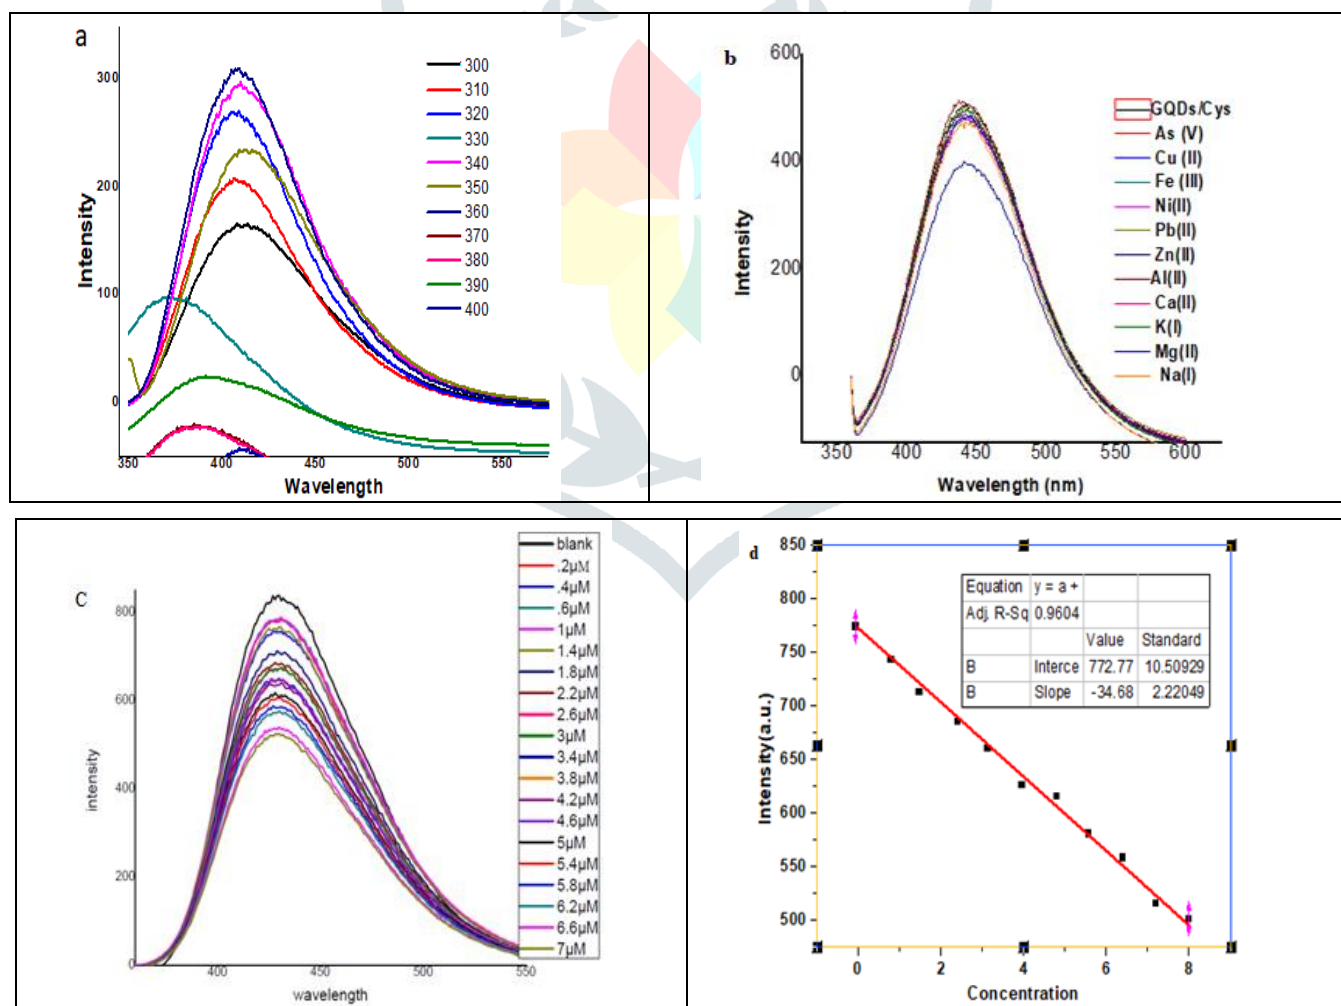 a
Intensity
300
200
100
0
350
400
450
500
550
Wavelength
300
310
320
330
340
350
360
370
380
390
400
b
Intensity
600
400
200
0
350
400
450
500
550
600
Wavelength (nm)
GQDs/Cys
As (V)
Cu (II)
Fe (III)
Ni(II)
Pb(II)
Zn(II)
Al(II)
Ca(II)
K(I)
Mg(II)
Na(I)
C
intensity
800
600
400
200
0
400
450
500
550
wavelength
blank
.2µM
.4µM
.6µM
1µM
1.4µM
1.8µM
2.2µM
2.6µM
3µM
3.4µM
3.8µM
4.2µM
4.6µM
5µM
5.4µM
5.8µM
6.2µM
6.6µM
7µM
d
Intensity(a.u.)
850
800
750
700
650
600
550
500
0
2
4
6
8
Concentration
Equation y = a +
Adj. R-Sq 0.9604
Value Standard
B Interce 772.77 10.50929
B Slope -34.68 2.22049